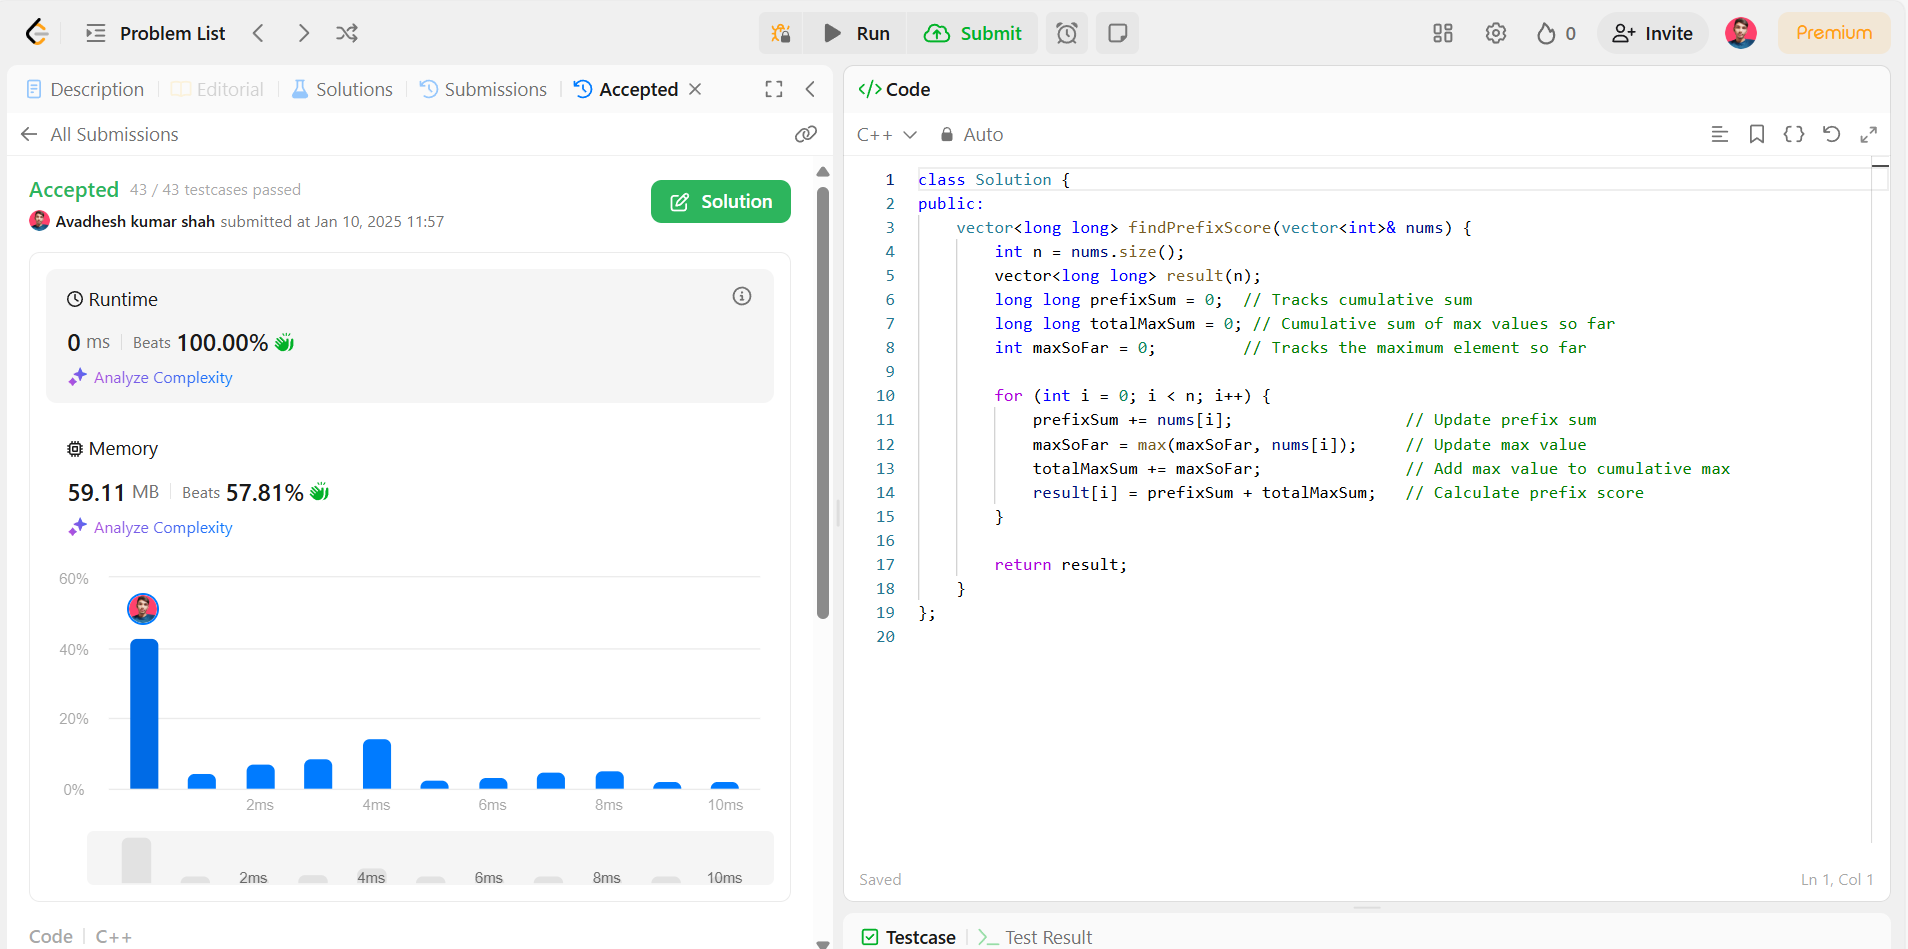 Problem List
Run
Submit
0
Invite
Premium
Description
Editorial
Solutions
Submissions
Accepted
All Submissions
Accepted 43 / 43 testcases passed
Avadhesh kumar shah submitted at Jan 10, 2025 11:57
Solution
Runtime
0 ms Beats 100.00%
Analyze Complexity
Memory
59.11 MB Beats 57.81%
Analyze Complexity
60%
40%
20%
0%
2ms 4ms 6ms 8ms 10ms
2ms 4ms 6ms 8ms 10ms
Code C++
</> Code
C++ Auto
1 class Solution {
2 public:
3     vector<long long> findPrefixScore(vector<int>& nums) {
4         int n = nums.size();
5         vector<long long> result(n);
6         long long prefixSum = 0;  // Tracks cumulative sum
7         long long totalMaxSum = 0; // Cumulative sum of max values so far
8         int maxSoFar = 0;         // Tracks the maximum element so far
9
10         for (int i = 0; i < n; i++) {
11             prefixSum += nums[i];                  // Update prefix sum
12             maxSoFar = max(maxSoFar, nums[i]);     // Update max value
13             totalMaxSum += maxSoFar;               // Add max value to cumulative max
14             result[i] = prefixSum + totalMaxSum;   // Calculate prefix score
15         }
16
17         return result;
18     }
19 };
20
Saved
Ln 1, Col 1
Testcase
Test Result